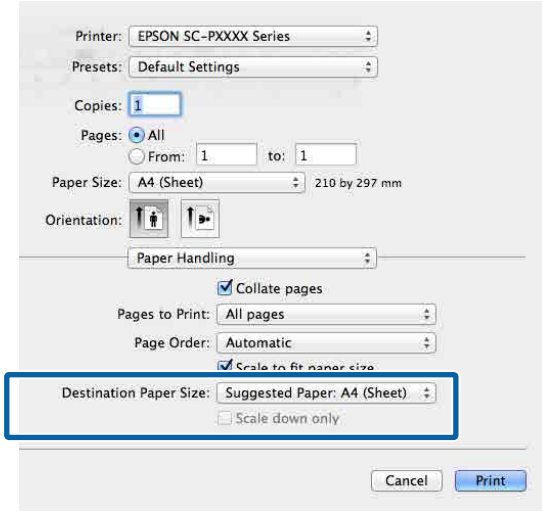 Printer: EPSON SC-PXXXX Series
Presets: Default Settings
Copies: 1
Pages: All
From: 1 to: 1
Paper Size: A4 (Sheet) 210 by 297 mm
Orientation:
Paper Handling
Collate pages
Pages to Print: All pages
Page Order: Automatic
Scale to fit paper size
Destination Paper Size: Suggested Paper: A4 (Sheet)
Scale down only
Cancel Print